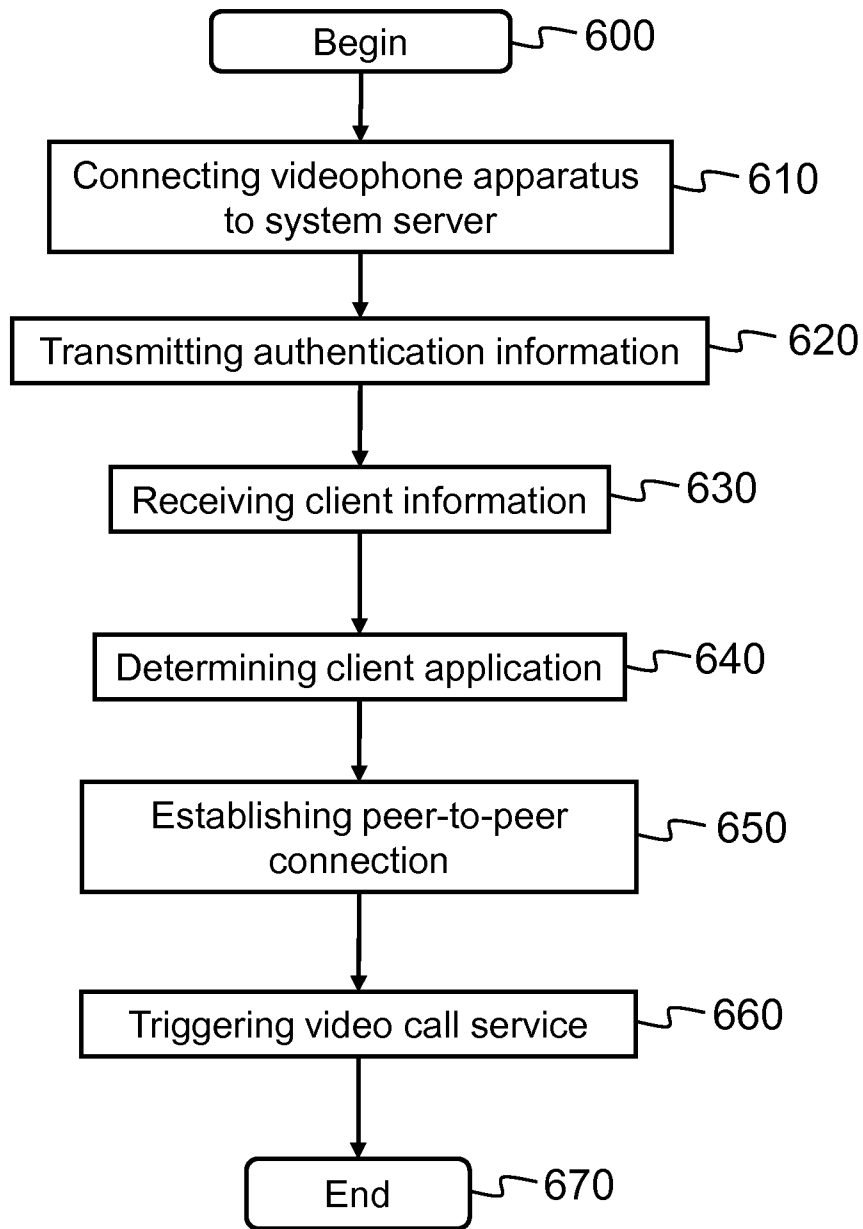 Begin
600
Connecting videophone apparatus
to system server
610
Transmitting authentication information
620
Receiving client information
630
Determining client application
640
Establishing peer-to-peer
connection
650
Triggering video call service
660
End
670